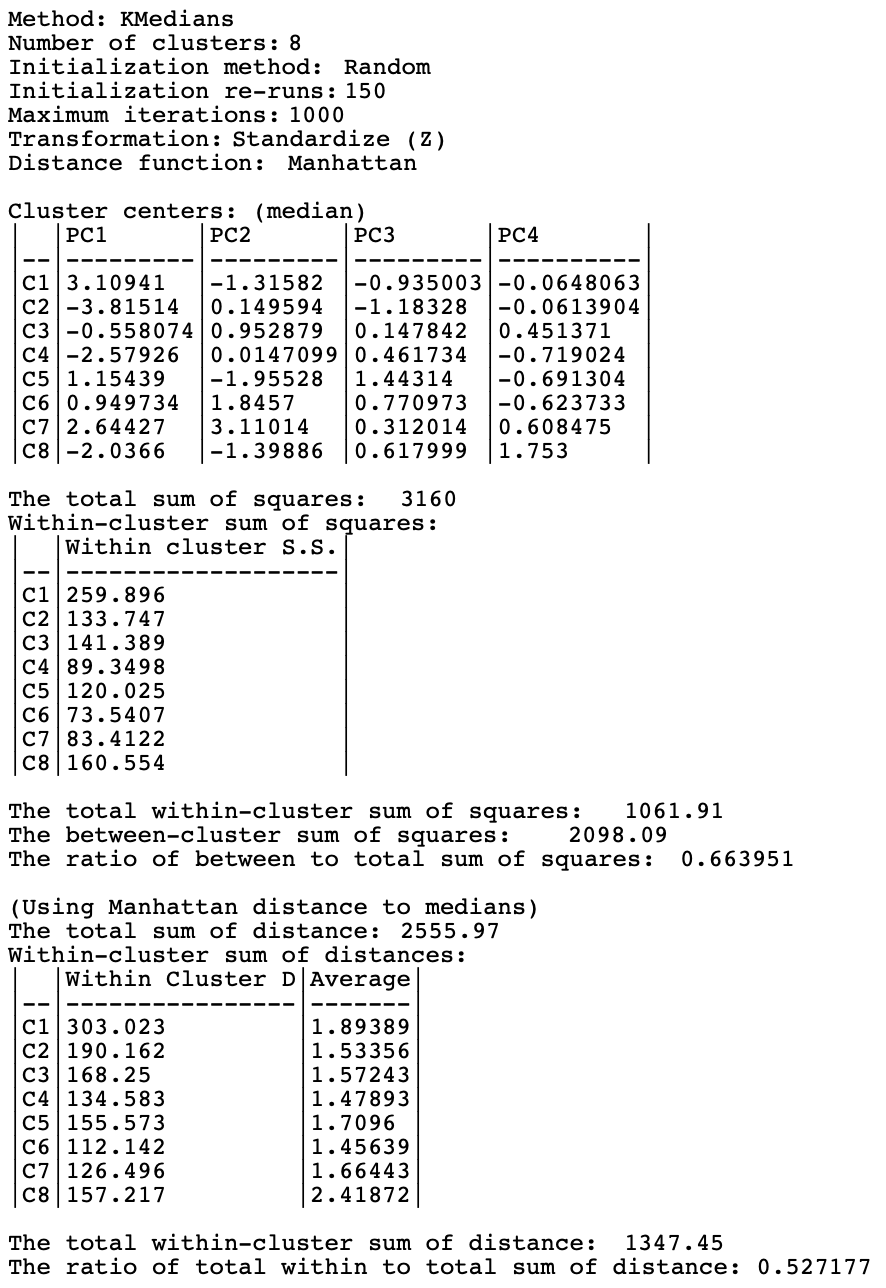 Method: KMedians
Number of clusters: 8
Initialization method:  Random
Initialization re-runs: 150
Maximum iterations: 1000
Transformation: Standardize (Z)
Distance function:  Manhattan

Cluster centers: (median)
|  |PC1      |PC2      |PC3      |PC4       |
|--|---------|---------|---------|----------|
|C1|3.10941  |-1.31582 |-0.935003|-0.0648063|
|C2|-3.81514 |0.149594 |-1.18328 |-0.0613904|
|C3|-0.558074|0.952879 |0.147842 |0.451371  |
|C4|-2.57926 |0.0147099|0.461734 |-0.719024 |
|C5|1.15439  |-1.95528 |1.44314  |-0.691304 |
|C6|0.949734 |1.8457   |0.770973 |-0.623733 |
|C7|2.64427  |3.11014  |0.312014 |0.608475  |
|C8|-2.0366  |-1.39886 |0.617999 |1.753     |

The total sum of squares:  3160
Within-cluster sum of squares:
|  |Within cluster S.S.|
|--|-------------------|
|C1|259.896            |
|C2|133.747            |
|C3|141.389            |
|C4|89.3498            |
|C5|120.025            |
|C6|73.5407            |
|C7|83.4122            |
|C8|160.554            |

The total within-cluster sum of squares:  1061.91
The between-cluster sum of squares:   2098.09
The ratio of between to total sum of squares:  0.663951

(Using Manhattan distance to medians)
The total sum of distance: 2555.97
Within-cluster sum of distances:
|  |Within Cluster D|Average|
|--|----------------|-------|
|C1|303.023         |1.89389|
|C2|190.162         |1.53356|
|C3|168.25          |1.57243|
|C4|134.583         |1.47893|
|C5|155.573         |1.7096 |
|C6|112.142         |1.45639|
|C7|126.496         |1.66443|
|C8|157.217         |2.41872|

The total within-cluster sum of distance:  1347.45
The ratio of total within to total sum of distance: 0.527177